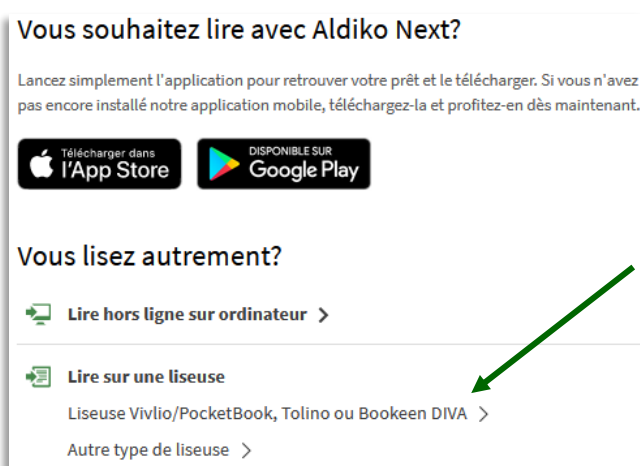 Vous souhaitez lire avec Aldiko Next?
Lancez simplement l'application pour retrouver votre prêt et le télécharger. Si vous n'avez
pas encore installé notre application mobile, téléchargez-la et profitez-en dès maintenant.
Télécharger dans
l'App Store
DISPONIBLE SUR
Google Play
Vous lisez autrement?
Lire hors ligne sur ordinateur >
Lire sur une liseuse
Liseuse Vivlio/PocketBook, Tolino ou Bookeen DIVA >
Autre type de liseuse >